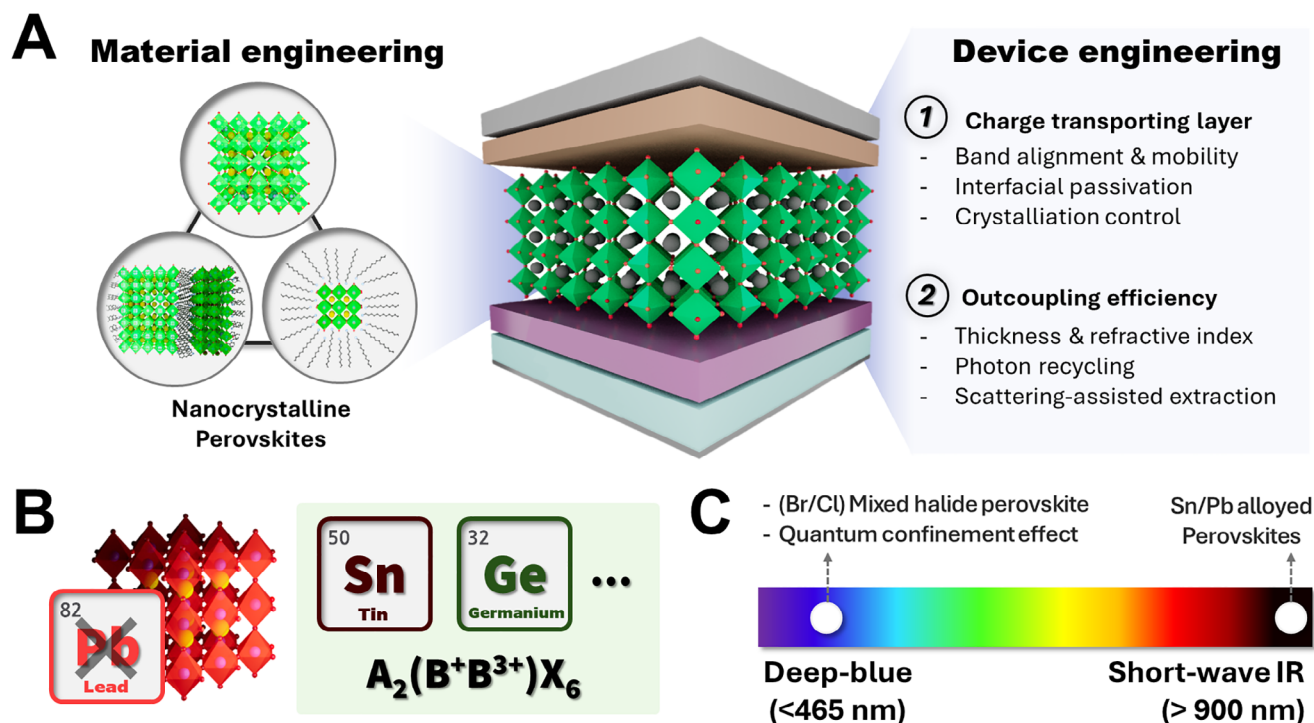 A
Material engineering
Nanocrystalline
Perovskites
Device engineering
1 Charge transporting layer
- Band alignment & mobility
- Interfacial passivation
- Crystalliation control
2 Outcoupling efficiency
- Thickness & refractive index
- Photon recycling
- Scattering-assisted extraction
B
82
Pb
Lead
50
Sn
Tin
32
Ge
Germanium
...
A₂(B⁺B³⁺)X₆
C
- (Br/Cl) Mixed halide perovskite
- Quantum confinement effect
Sn/Pb alloyed
Perovskites
Deep-blue
(<465 nm)
Short-wave IR
(> 900 nm)